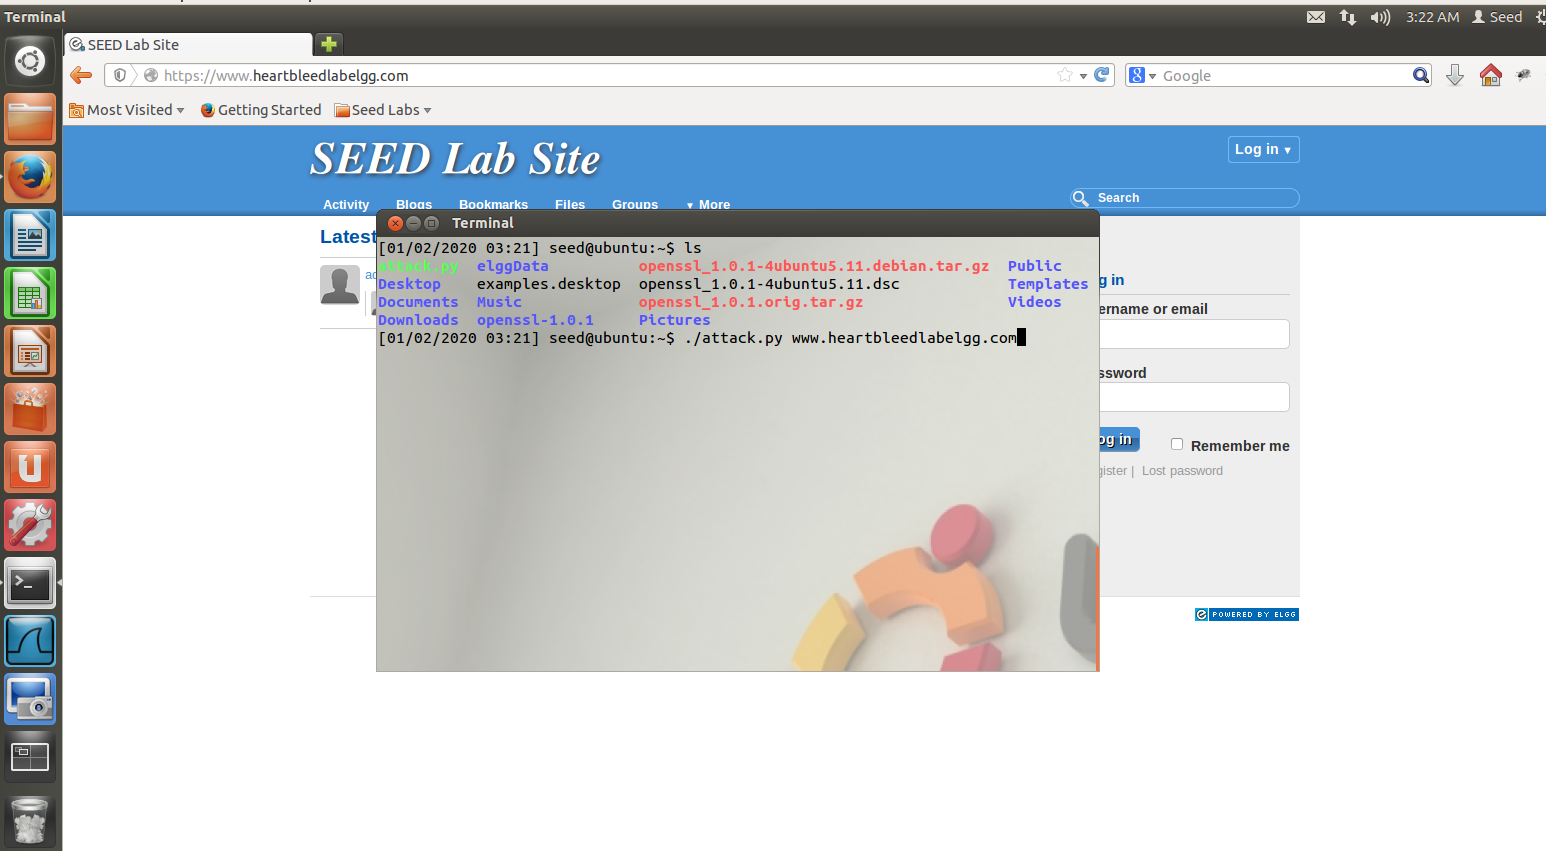 Terminal
3:22 AM Seed
SEED Lab Site
https://www.heartbleedlabelgg.com
Google
Most Visited Getting Started Seed Labs
SEED Lab Site
Log in
Activity Blogs Bookmarks Files Groups More
Search
Terminal
Latest
[01/02/2020 03:21] seed@ubuntu:~$ ls
attack.py elggData openssl_1.0.1-4ubuntu5.11.debian.tar.gz Public
Desktop examples.desktop openssl_1.0.1-4ubuntu5.11.dsc Templates
Documents Music openssl_1.0.1.orig.tar.gz Videos
Downloads openssl-1.0.1 Pictures
[01/02/2020 03:21] seed@ubuntu:~$ ./attack.py www.heartbleedlabelgg.com
g in
ername or email
ssword
og in
Remember me
gister | Lost password
POWERED BY ELGG